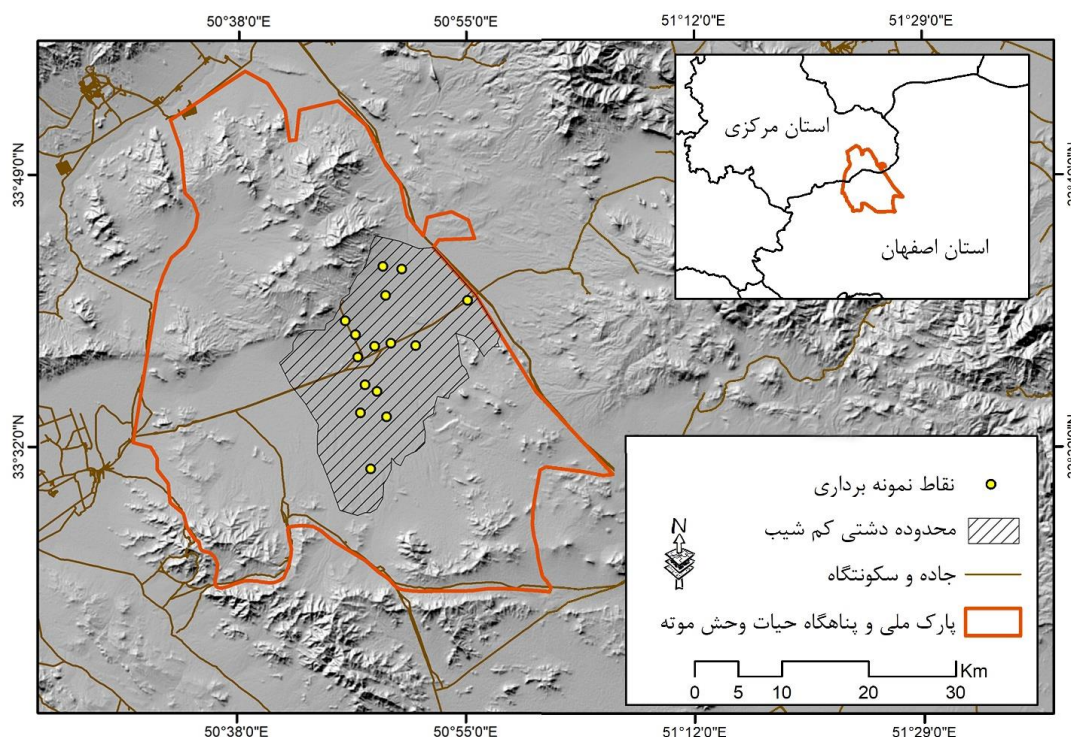 50°38'0"E 50°55'0"E 51°12'0"E 51°29'0"E
33°49'0"N
استان مرکزی
استان اصفهان
33°32'0"N
نقاط نمونه برداری
محدوده دشتی کم شیب
جاده و سکونتگاه
پارک ملی و پناهگاه حیات وحش موته
N
Km
0 5 10 20 30
50°38'0"E 50°55'0"E 51°12'0"E 51°29'0"E